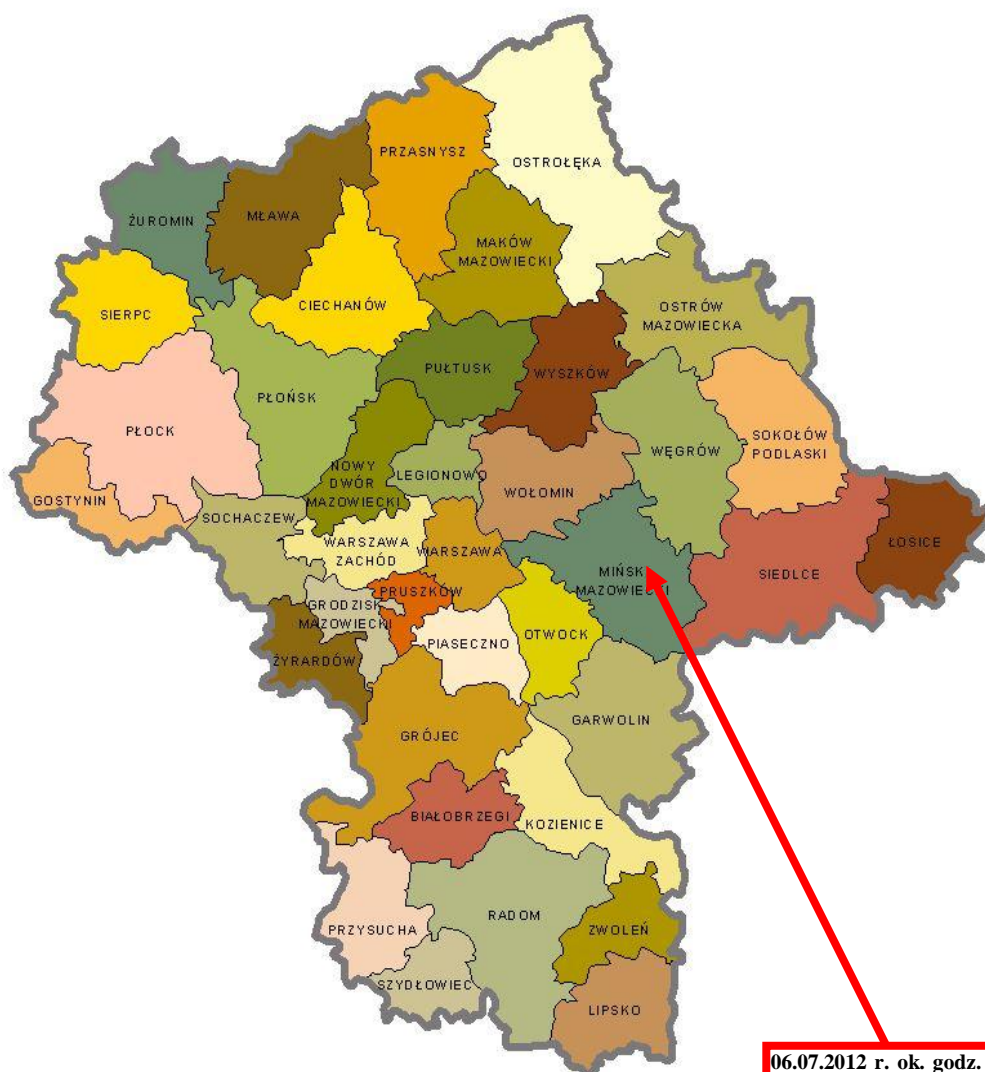 PRZASNYSZ
OSTROŁĘKA
ŻUROMIN
MŁAWA
MAKÓW
MAZOWIECKI
SIERPC
CIECHANÓW
OSTRÓW
MAZOWIECKA
PUŁTUSK
WYSZKÓW
PŁOŃSK
PŁOCK
SOKOŁÓW
PODLASKI
WĘGRÓW
NOWY
DWÓR
MAZOWIECKI
LEGIONOWO
WOŁOMIN
GOSTYNIN
SOCHACZEW
WARSZAWA
ZACHÓD
WARSZAWA
ŁOSICE
MIŃSK
MAZOWIECKI
SIEDLCE
PRUSZKÓW
GRODZISK
MAZOWIECKI
PIASECZNO
OTWOCK
ŻYRARDÓW
GARWOLIN
GRÓJEC
BIAŁOBRZEGI
KOZIENICE
RADOM
PRZYSUCHA
ZWOLEŃ
SZYDŁOWIEC
LIPSKO
06.07.2012 r. ok. godz.